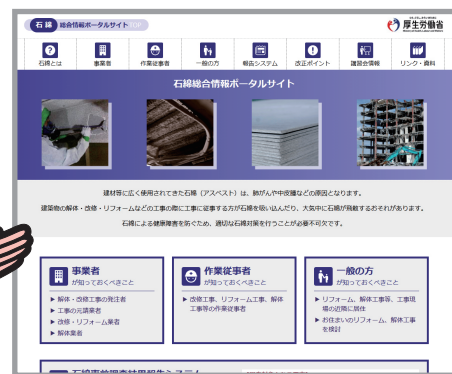 石綿 総合情報ポータルサイトTOP
厚生労働省
石綿とは
事業者
作業従事者
一般の方
報告システム
改正ポイント
講習会情報
リンク・資料
石綿総合情報ポータルサイト
建材等に広く使用されてきた石綿（アスベスト）は、肺がんや中皮腫などの原因となります。
建築物の解体・改修・リフォームなどの工事の際に工事に従事する方が石綿を吸い込んだり、大気中に石綿が飛散するおそれがあります。
石綿による健康障害を防ぐため、適切な石綿対策を行うことが必要不可欠です。
事業者
が知っておくべきこと
▶ 解体・改修工事の発注者
▶ 工事の元請業者
▶ 改修・リフォーム業者
▶ 解体業者
作業従事者
が知っておくべきこと
▶ 改修工事、リフォーム工事、解体
工事等の作業従事者
一般の方
が知っておくべきこと
▶ リフォーム、解体工事等、工事現
場の近隣に居住
▶ お住まいのリフォーム、解体工事
を検討